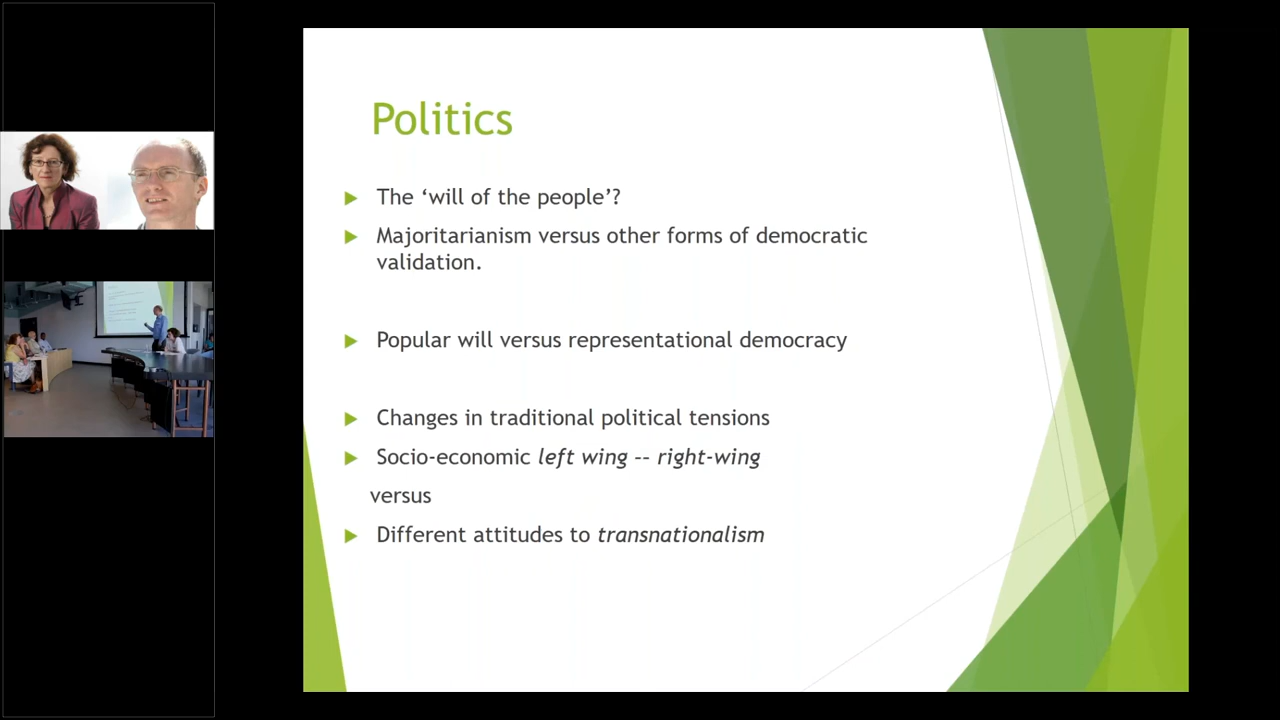 Politics
The ‘will of the people’?
Majoritarianism versus other forms of democratic
validation.
Popular will versus representational democracy
Changes in traditional political tensions
Socio-economic left wing -- right-wing
versus
Different attitudes to transnationalism